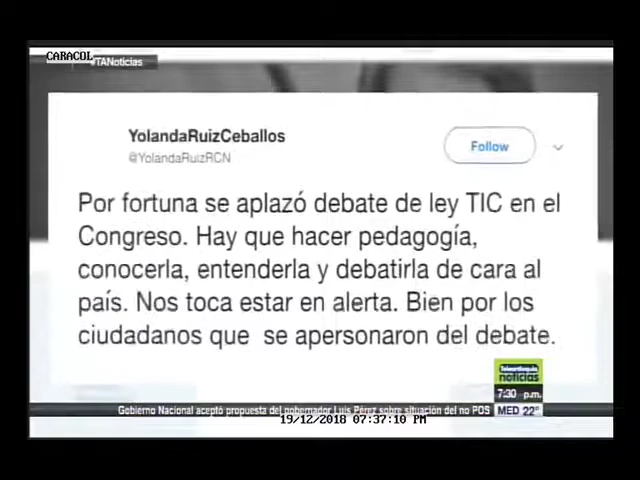 CARACOL
#TANoticias
YolandaRuizCeballos
@YolandaRuizRCN
Follow
Por fortuna se aplazó debate de ley TIC en el
Congreso. Hay que hacer pedagogía,
conocerla, entenderla y debatirla de cara al
país. Nos toca estar en alerta. Bien por los
ciudadanos que se apersonaron del debate.
Teleantioquia
noticias
7:30 p.m.
MED 22°
Gobierno Nacional aceptó propuesta del gobernador Luis Pérez sobre situación del no POS
19/12/2018 07:37:10 PM